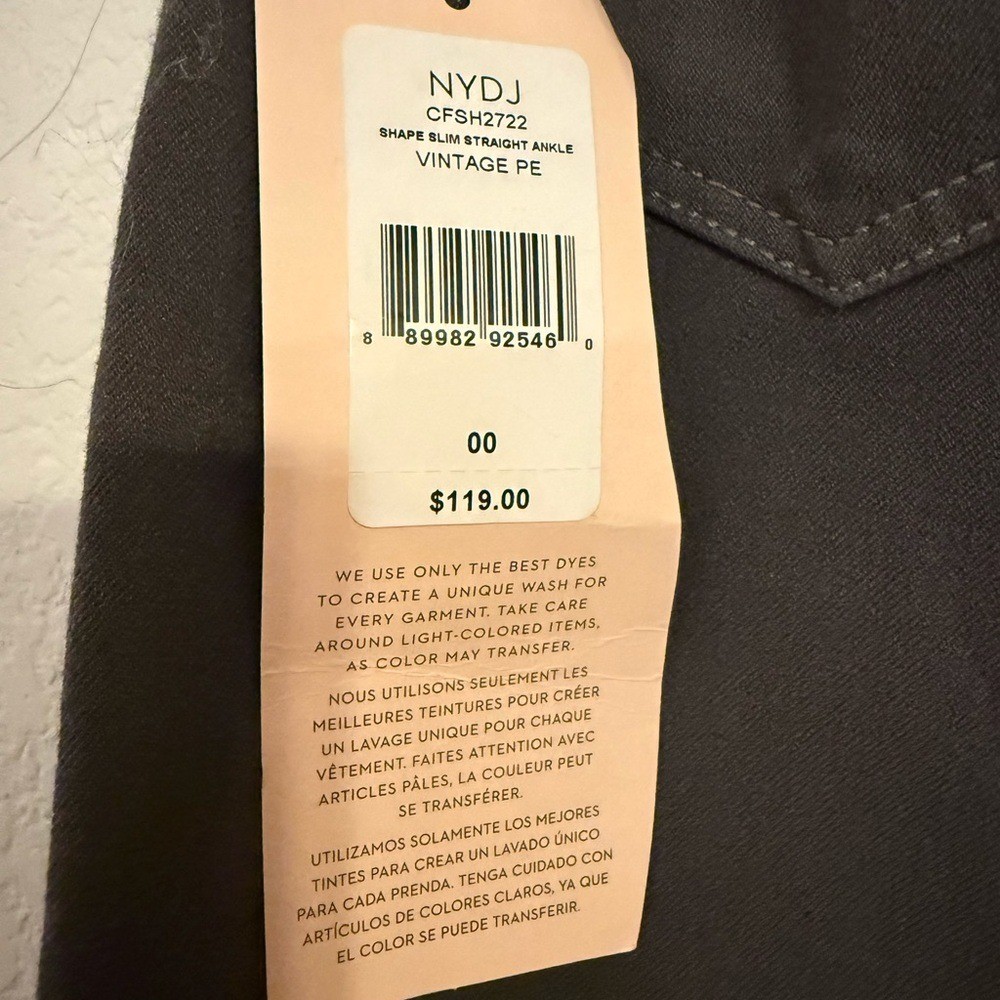 NYDJ
CFSH2722
SHAPE SLIM STRAIGHT ANKLE
VINTAGE PE
8 89982 92546 0
00
$119.00
WE USE ONLY THE BEST DYES
TO CREATE A UNIQUE WASH FOR
EVERY GARMENT. TAKE CARE
AROUND LIGHT-COLORED ITEMS,
AS COLOR MAY TRANSFER.
NOUS UTILISONS SEULEMENT LES
MEILLEURES TEINTURES POUR CRÉER
UN LAVAGE UNIQUE POUR CHAQUE
VÊTEMENT. FAITES ATTENTION AVEC
ARTICLES PÂLES, LA COULEUR PEUT
SE TRANSFÉRER.
UTILIZAMOS SOLAMENTE LOS MEJORES
TINTES PARA CREAR UN LAVADO ÚNICO
PARA CADA PRENDA. TENGA CUIDADO CON
ARTÍCULOS DE COLORES CLAROS, YA QUE
EL COLOR SE PUEDE TRANSFERIR.